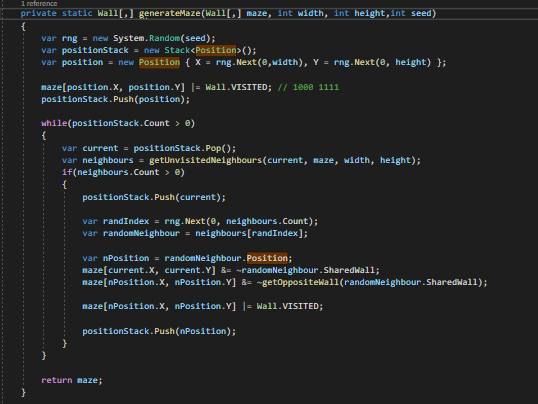 1 reference
private static Wall[,] generateMaze(Wall[,] maze, int width, int height,int seed)
{
var rng = new System.Random(seed);
var positionStack = new Stack<Position>();
var position = new Position { X = rng.Next(0,width), Y = rng.Next(0, height) };
maze[position.X, position.Y] |= Wall.VISITED; // 1000 1111
positionStack.Push(position);
while(positionStack.Count > 0)
{
var current = positionStack.Pop();
var neighbours = getUnvisitedNeighbours(current, maze, width, height);
if(neighbours.Count > 0)
{
positionStack.Push(current);
var randIndex = rng.Next(0, neighbours.Count);
var randomNeighbour = neighbours[randIndex];
var nPosition = randomNeighbour.Position;
maze[current.X, current.Y] &= ~randomNeighbour.SharedWall;
maze[nPosition.X, nPosition.Y] &= ~getOppositeWall(randomNeighbour.SharedWall);
maze[nPosition.X, nPosition.Y] |= Wall.VISITED;
positionStack.Push(nPosition);
}
}
return maze;
}